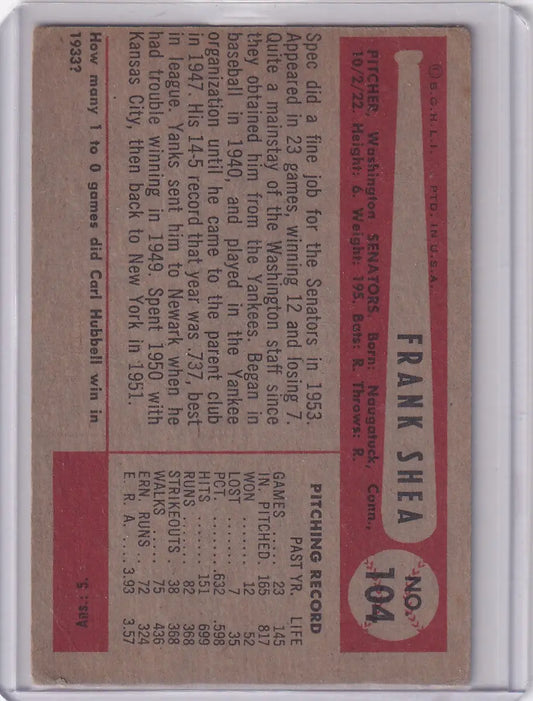 © B.G.H.L.I. PTD. IN U.S.A.
FRANK SHEA
NO.
104
PITCHER, Washington SENATORS. Born: Naugatuck, Conn.,
10/2/22. Height: 6. Weight: 195. Bats: R. Throws: R.
Spec did a fine job for the Senators in 1953.
Appeared in 23 games, winning 12 and losing 7.
Quite a mainstay of the Washington staff since
they obtained him from the Yankees. Began in
baseball in 1940, and played in the Yankee
organization until he came to the parent club
in 1947. His 14-5 record that year was .737, best
in league. Yanks sent him to Newark when he
had trouble winning in 1949. Spent 1950 with
Kansas City, then back to New York in 1951.
PITCHING RECORD
PAST YR. LIFE
GAMES ..... 23 145
IN. PITCHED. 165 817
WON ....... 12 52
LOST ...... 7 35
PCT. ...... .632 .598
HITS ...... 151 699
RUNS ...... 82 368
STRIKEOUTS . 38 368
WALKS ..... 75 436
ERN. RUNS .. 72 324
E. R. A. .... 3.93 3.57
How many 1 to 0 games did Carl Hubbell win in
1933?
Ans.: 5.